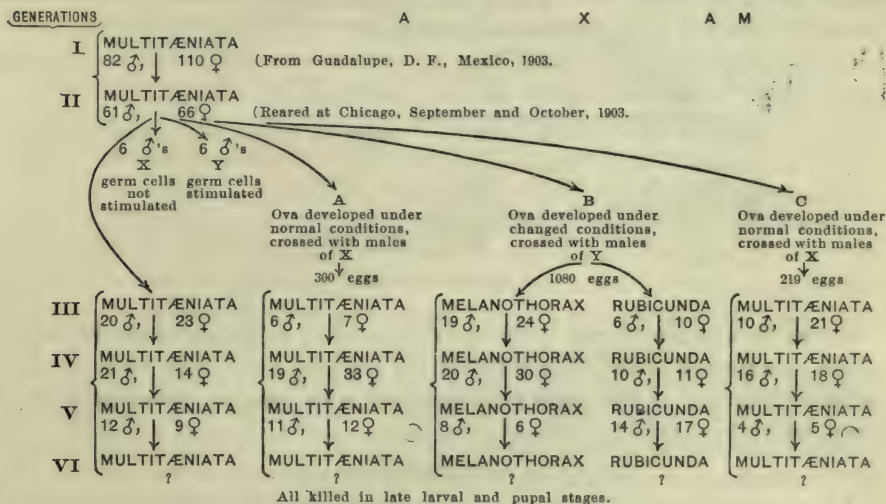 GENERATIONS A X A M
I MULTITÆNIATA
82 ♂, 110 ♀ (From Guadalupe, D. F., Mexico, 1903.
II MULTITÆNIATA
61 ♂, 66 ♀ (Reared at Chicago, September and October, 1903.
6 ♂'s 6 ♂'s
X Y
germ cells germ cells
not stimulated
stimulated
A
Ova developed under
normal conditions,
crossed with males
of X
300 eggs
B
Ova developed under
changed conditions,
crossed with males
of Y
1080 eggs
C
Ova developed under
normal conditions,
crossed with males
of X
219 eggs
III MULTITÆNIATA MULTITÆNIATA MELANOTHORAX RUBICUNDA MULTITÆNIATA
20 ♂, 23 ♀ 6 ♂, 7 ♀ 19 ♂, 24 ♀ 6 ♂, 10 ♀ 10 ♂, 21 ♀
IV MULTITÆNIATA MULTITÆNIATA MELANOTHORAX RUBICUNDA MULTITÆNIATA
21 ♂, 14 ♀ 19 ♂, 33 ♀ 20 ♂, 30 ♀ 10 ♂, 11 ♀ 16 ♂, 18 ♀
V MULTITÆNIATA MULTITÆNIATA MELANOTHORAX RUBICUNDA MULTITÆNIATA
12 ♂, 9 ♀ 11 ♂, 12 ♀ 8 ♂, 6 ♀ 14 ♂, 17 ♀ 4 ♂, 5 ♀
VI MULTITÆNIATA MULTITÆNIATA MELANOTHORAX RUBICUNDA MULTITÆNIATA
? ? ? ? ?
All killed in late larval and pupal stages.